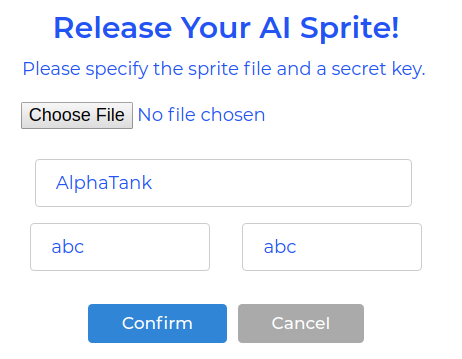 Release Your AI Sprite!
Please specify the sprite file and a secret key.
Choose File No file chosen
AlphaTank
abc abc
Confirm Cancel